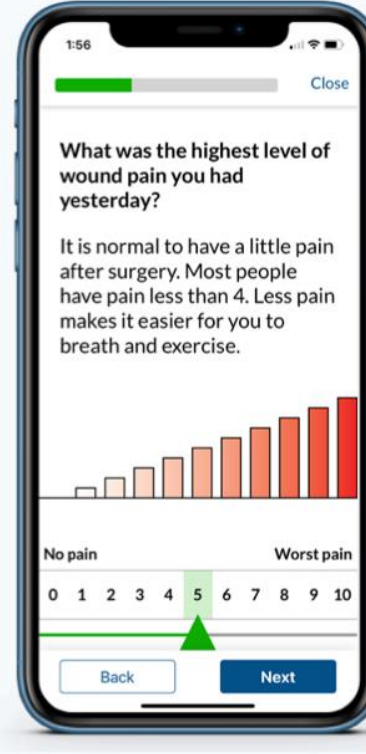 1:56
Close
What was the highest level of
wound pain you had
yesterday?
It is normal to have a little pain
after surgery. Most people
have pain less than 4. Less pain
makes it easier for you to
breath and exercise.
No pain Worst pain
0 1 2 3 4 5 6 7 8 9 10
Back Next